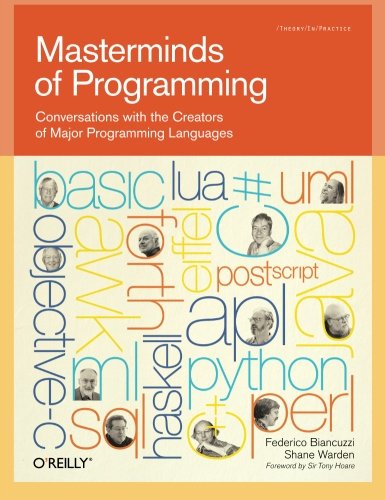 /THEORY/IN/PRACTICE
Masterminds
of Programming
Conversations with the Creators
of Major Programming Languages
basic
lua
c#
uml
objective-c
awk
forth
eiffel
postscript
java
apl
ml
haskell
python
sql
c++
perl
Federico Biancuzzi
Shane Warden
Foreword by Sir Tony Hoare
O'REILLY®